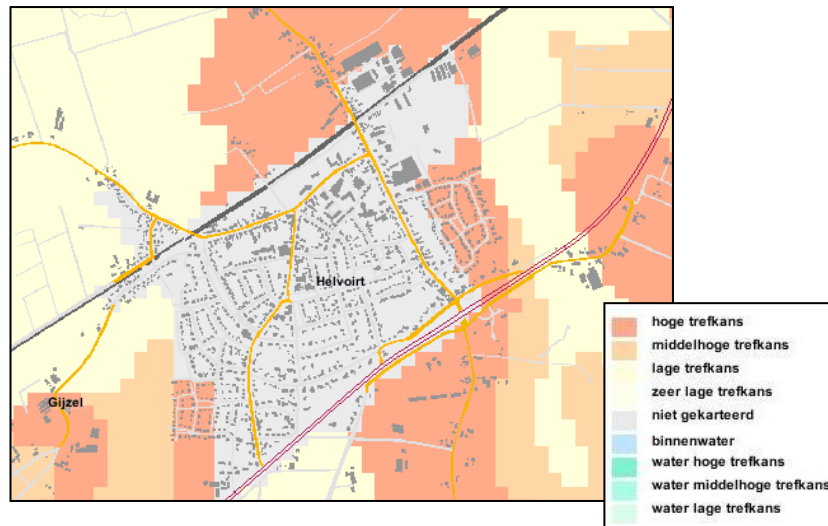 Helvoirt
Gijzel
hoge trefkans
middelhoge trefkans
lage trefkans
zeer lage trefkans
niet gekarteerd
binnenwater
water hoge trefkans
water middelhoge trefkans
water lage trefkans